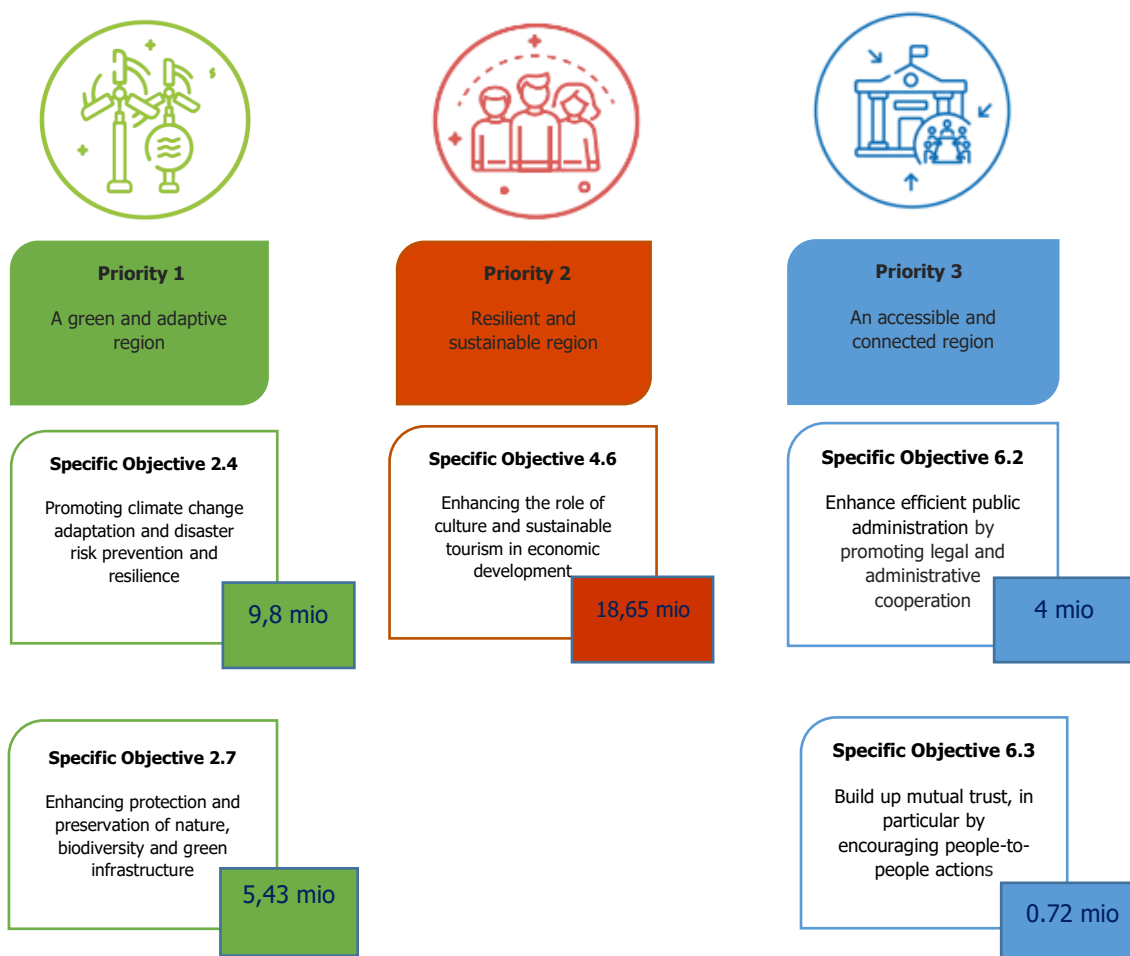 Priority 1
A green and adaptive
region
Priority 2
Resilient and
sustainable region
Priority 3
An accessible and
connected region
Specific Objective 2.4
Promoting climate change
adaptation and disaster
risk prevention and
resilience
9,8 mio
Specific Objective 4.6
Enhancing the role of
culture and sustainable
tourism in economic
development
18,65 mio
Specific Objective 6.2
Enhance efficient public
administration by
promoting legal and
administrative
cooperation
4 mio
Specific Objective 2.7
Enhancing protection and
preservation of nature,
biodiversity and green
infrastructure
5,43 mio
Specific Objective 6.3
Build up mutual trust, in
particular by
encouraging people-to-
people actions
0.72 mio